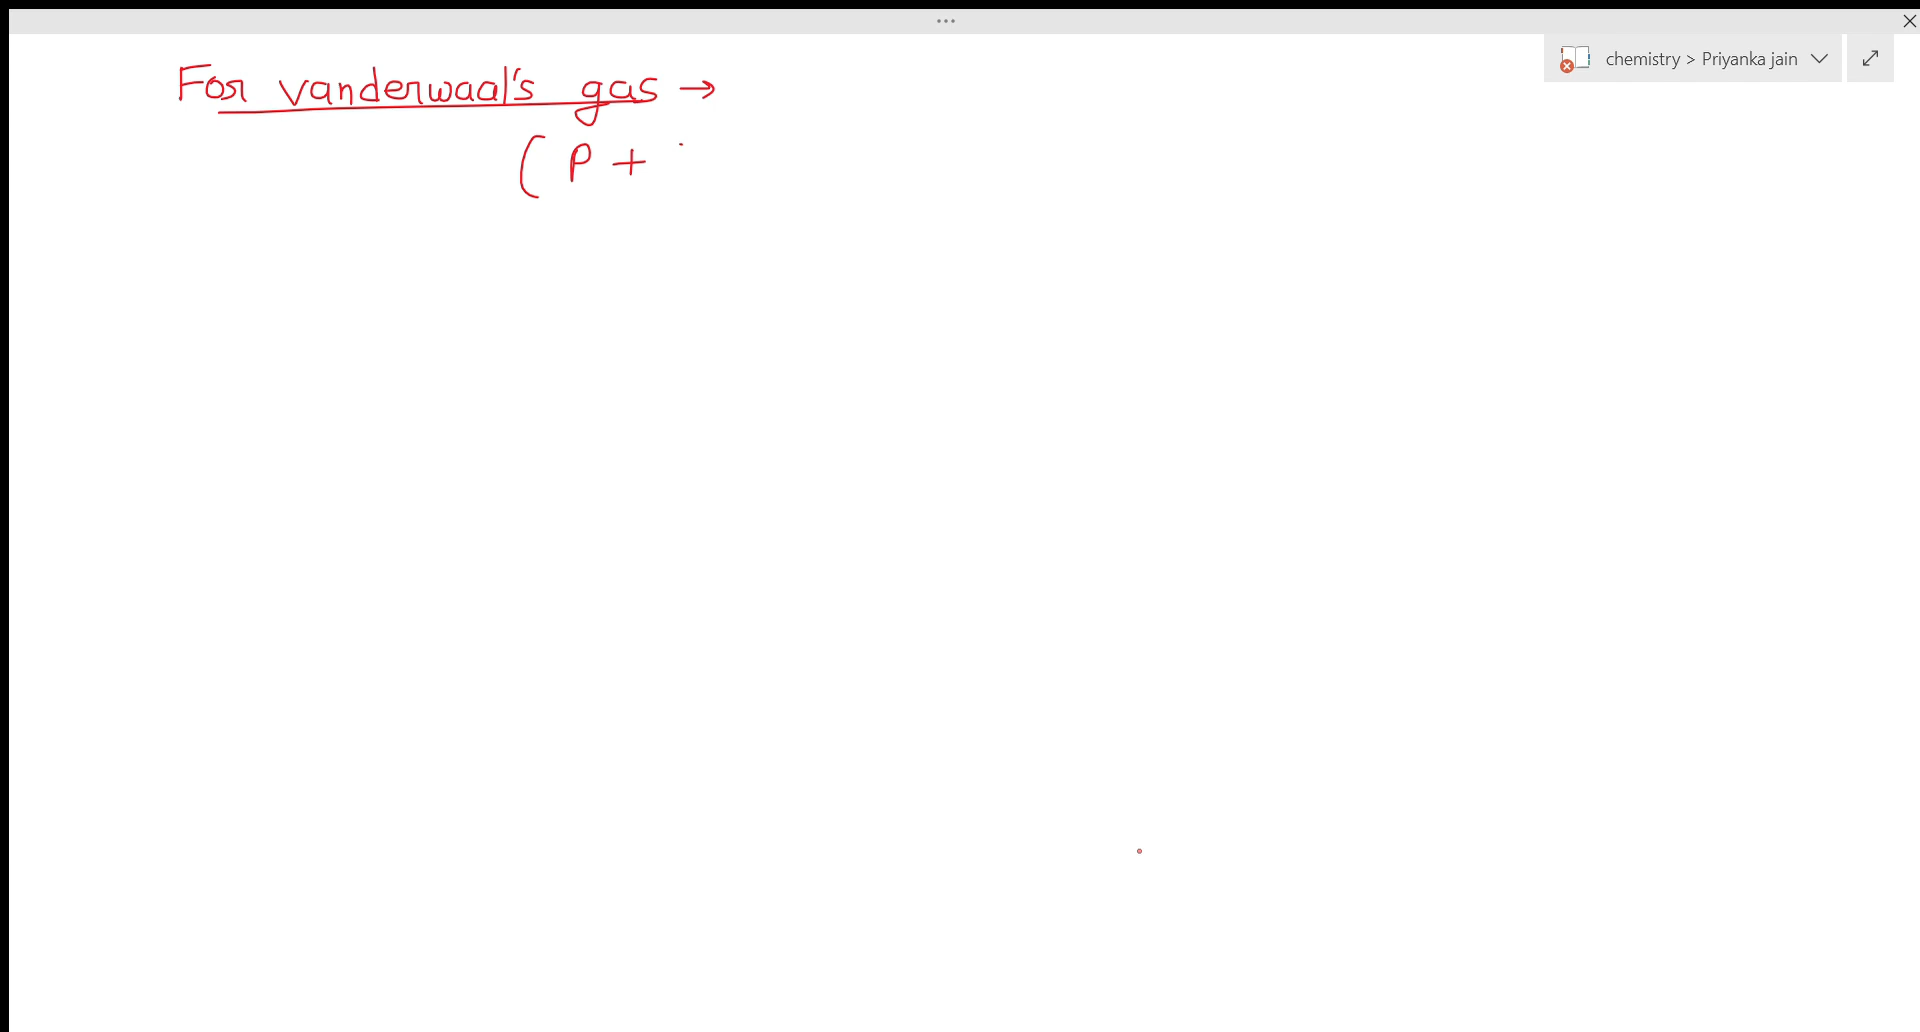 chemistry > Priyanka jain
For vanderwaal's gas →
( P +